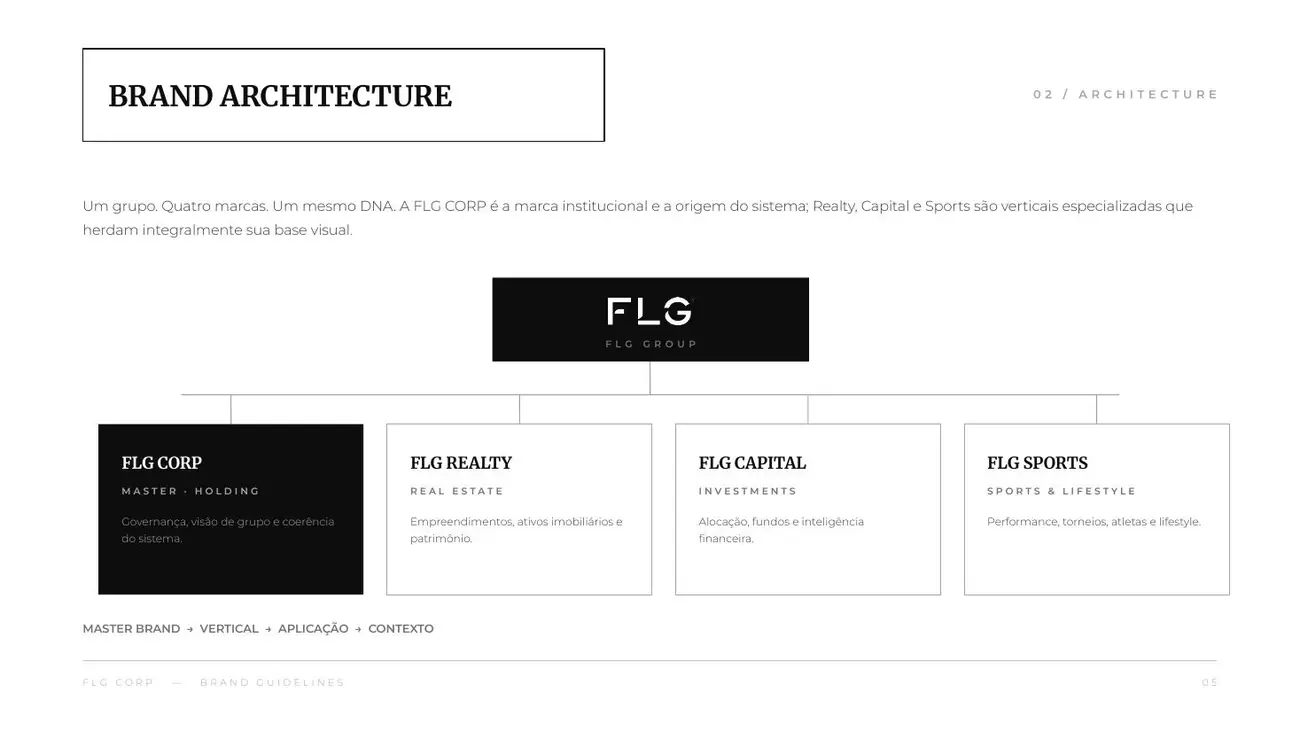 BRAND ARCHITECTURE
02 / ARCHITECTURE
Um grupo. Quatro marcas. Um mesmo DNA. A FLG CORP é a marca institucional e a origem do sistema; Realty, Capital e Sports são verticais especializadas que
herdam integralmente sua base visual.
FLG
FLG GROUP
FLG CORP
MASTER · HOLDING
Governança, visão de grupo e coerência
do sistema.
FLG REALTY
REAL ESTATE
Empreendimentos, ativos imobiliários e
patrimônio.
FLG CAPITAL
INVESTMENTS
Alocação, fundos e inteligência
financeira.
FLG SPORTS
SPORTS & LIFESTYLE
Performance, torneios, atletas e lifestyle.
MASTER BRAND → VERTICAL → APLICAÇÃO → CONTEXTO
FLG CORP — BRAND GUIDELINES
05